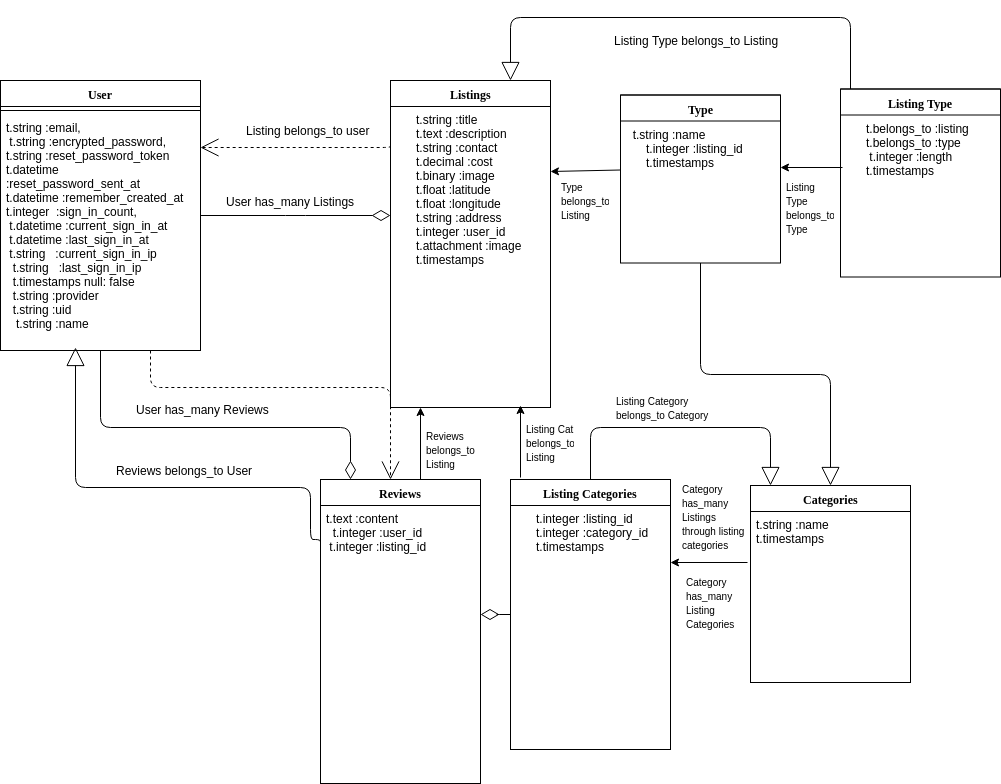 Listing Type belongs_to Listing
User
t.string :email,
t.string :encrypted_password,
t.string :reset_password_token
t.datetime
:reset_password_sent_at
t.datetime :remember_created_at
t.integer  :sign_in_count,
t.datetime :current_sign_in_at
t.datetime :last_sign_in_at
t.string   :current_sign_in_ip
t.string   :last_sign_in_ip
t.timestamps null: false
t.string :provider
t.string :uid
t.string :name
Listing belongs_to user
User has_many Listings
Listings
t.string :title
t.text :description
t.string :contact
t.decimal :cost
t.binary :image
t.float :latitude
t.float :longitude
t.string :address
t.integer :user_id
t.attachment :image
t.timestamps
Type
belongs_to
Listing
Type
t.string :name
t.integer :listing_id
t.timestamps
Listing
Type
belongs_to
Type
Listing Type
t.belongs_to :listing
t.belongs_to :type
t.integer :length
t.timestamps
User has_many Reviews
Reviews belongs_to User
Reviews
belongs_to
Listing
Listing Cat
belongs_to
Listing
Listing Category
belongs_to Category
Reviews
t.text :content
t.integer :user_id
t.integer :listing_id
Listing Categories
t.integer :listing_id
t.integer :category_id
t.timestamps
Category
has_many
Listings
through listing
categories
Category
has_many
Listing
Categories
Categories
t.string :name
t.timestamps